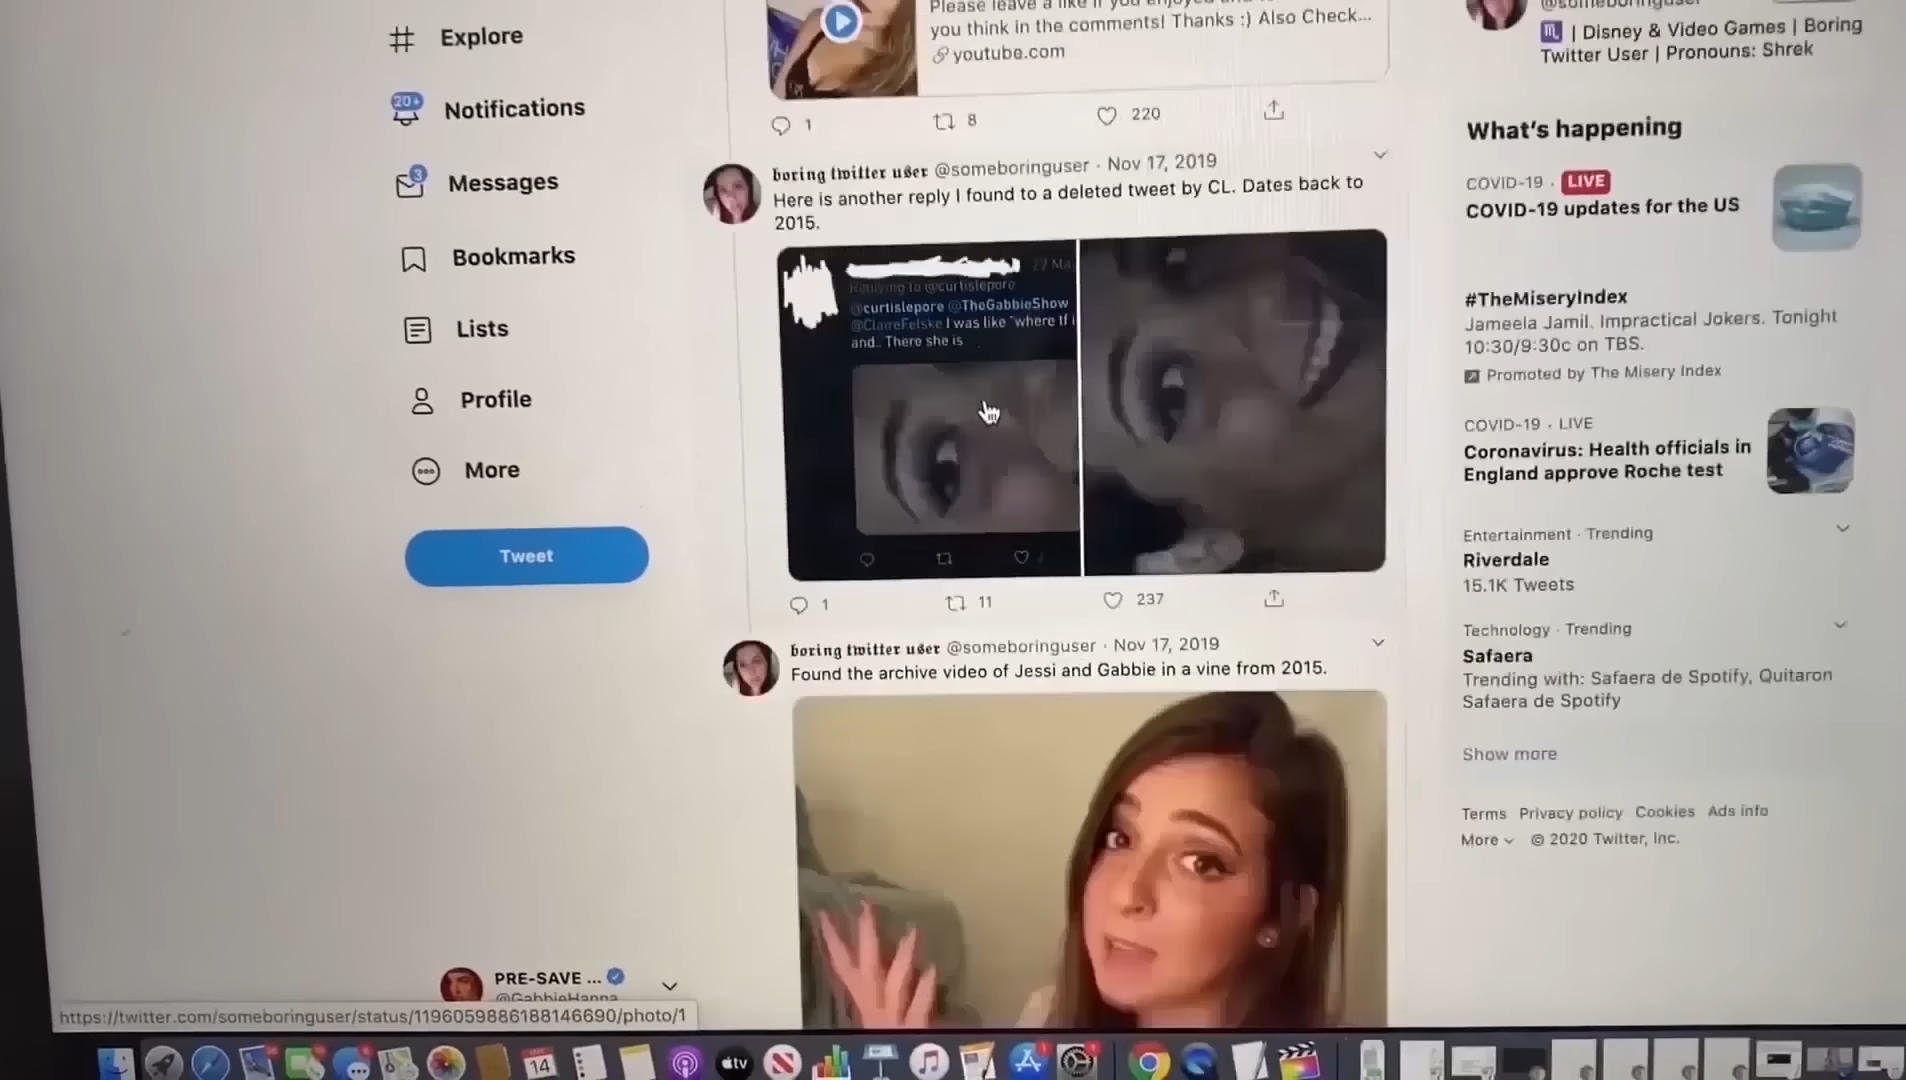 Explore
20+
Notifications
3
Messages
Bookmarks
Lists
Profile
More
Tweet
PRE-SAVE ...
@GabbieHanna
https://twitter.com/someboringuser/status/1196059886188146690/photo/1
you think in the comments! Thanks :) Also Check...
youtube.com
1
8
220
boring twitter user @someboringuser · Nov 17, 2019
Here is another reply I found to a deleted tweet by CL. Dates back to
2015.
Replying to @curtislepore
@curtislepore @TheGabbieShow
@ClaireFelske I was like "where tf i
and.. There she is
1
11
237
boring twitter user @someboringuser · Nov 17, 2019
Found the archive video of Jessi and Gabbie in a vine from 2015.
@someboringuser
♏ | Disney & Video Games | Boring
Twitter User | Pronouns: Shrek
What's happening
COVID-19 · LIVE
COVID-19 updates for the US
#TheMiseryIndex
Jameela Jamil. Impractical Jokers. Tonight
10:30/9:30c on TBS.
Promoted by The Misery Index
COVID-19 · LIVE
Coronavirus: Health officials in
England approve Roche test
Entertainment · Trending
Riverdale
15.1K Tweets
Technology · Trending
Safaera
Trending with: Safaera de Spotify, Quitaron
Safaera de Spotify
Show more
Terms Privacy policy Cookies Ads info
More © 2020 Twitter, Inc.
14
tv